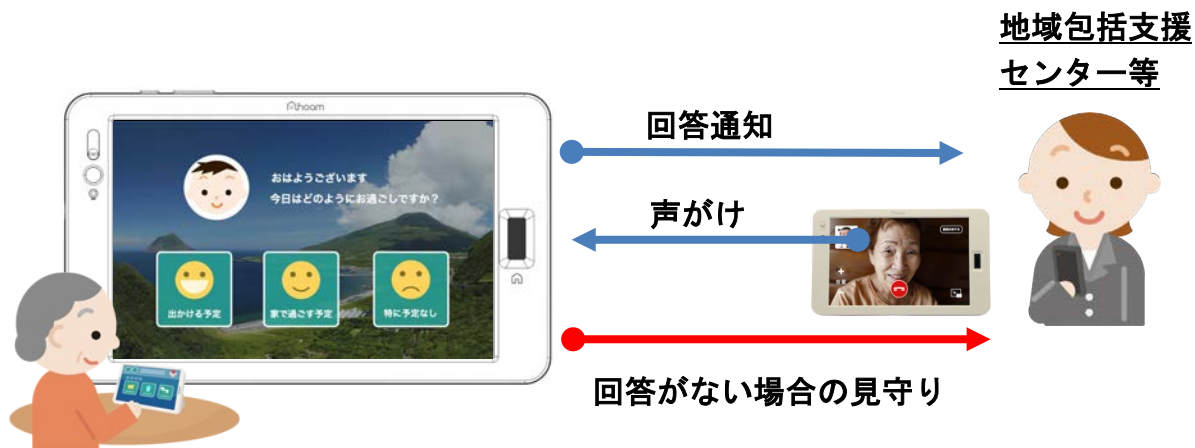 地域包括支援
センター等
hoam
おはようございます
今日はどのようにお過ごしですか？
出かける予定
家で過ごす予定
特に予定なし
回答通知
声がけ
回答がない場合の見守り